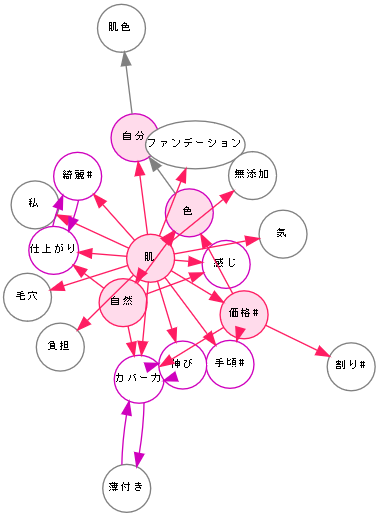 肌色
自分
ファンデーション
綺麗#
無添加
私
色
仕上がり
気
肌
感じ
毛穴
自然
価格#
負担
カバー力
伸び
手頃#
割り#
薄付き